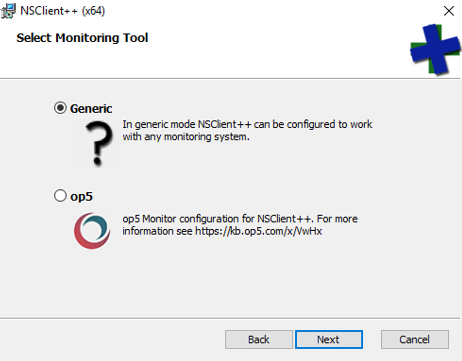 NSClient++ (x64)
Select Monitoring Tool
Generic
In generic mode NSClient++ can be configured to work
with any monitoring system.
op5
op5 Monitor configuration for NSClient++. For more
information see https://kb.op5.com/x/VwHx
Back
Next
Cancel